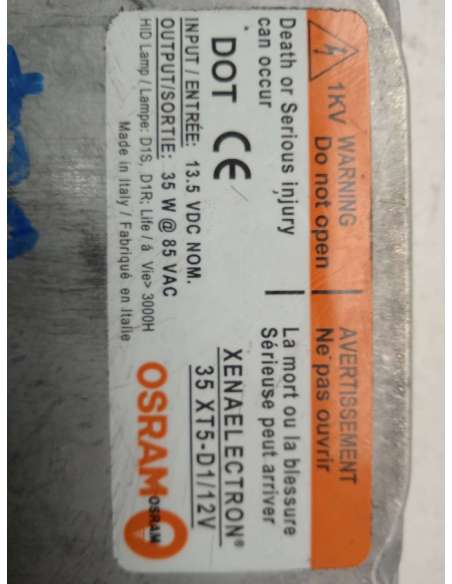 1KV WARNING
Do not open
AVERTISSEMENT
Ne pas ouvrir
Death or Serious injury
can occur
La mort ou la blessure
Sérieuse peut arriver
DOT CE
XENAELECTRON®
35 XT5-D1/12V
INPUT / ENTRÉE: 13.5 VDC NOM.
OUTPUT/SORTIE: 35 W @ 85 VAC
HID Lamp / Lampe: D1S, D1R; Life / á Vie> 3000H
Made in Italy / Fabriqué en Italie
OSRAM
OSRAM